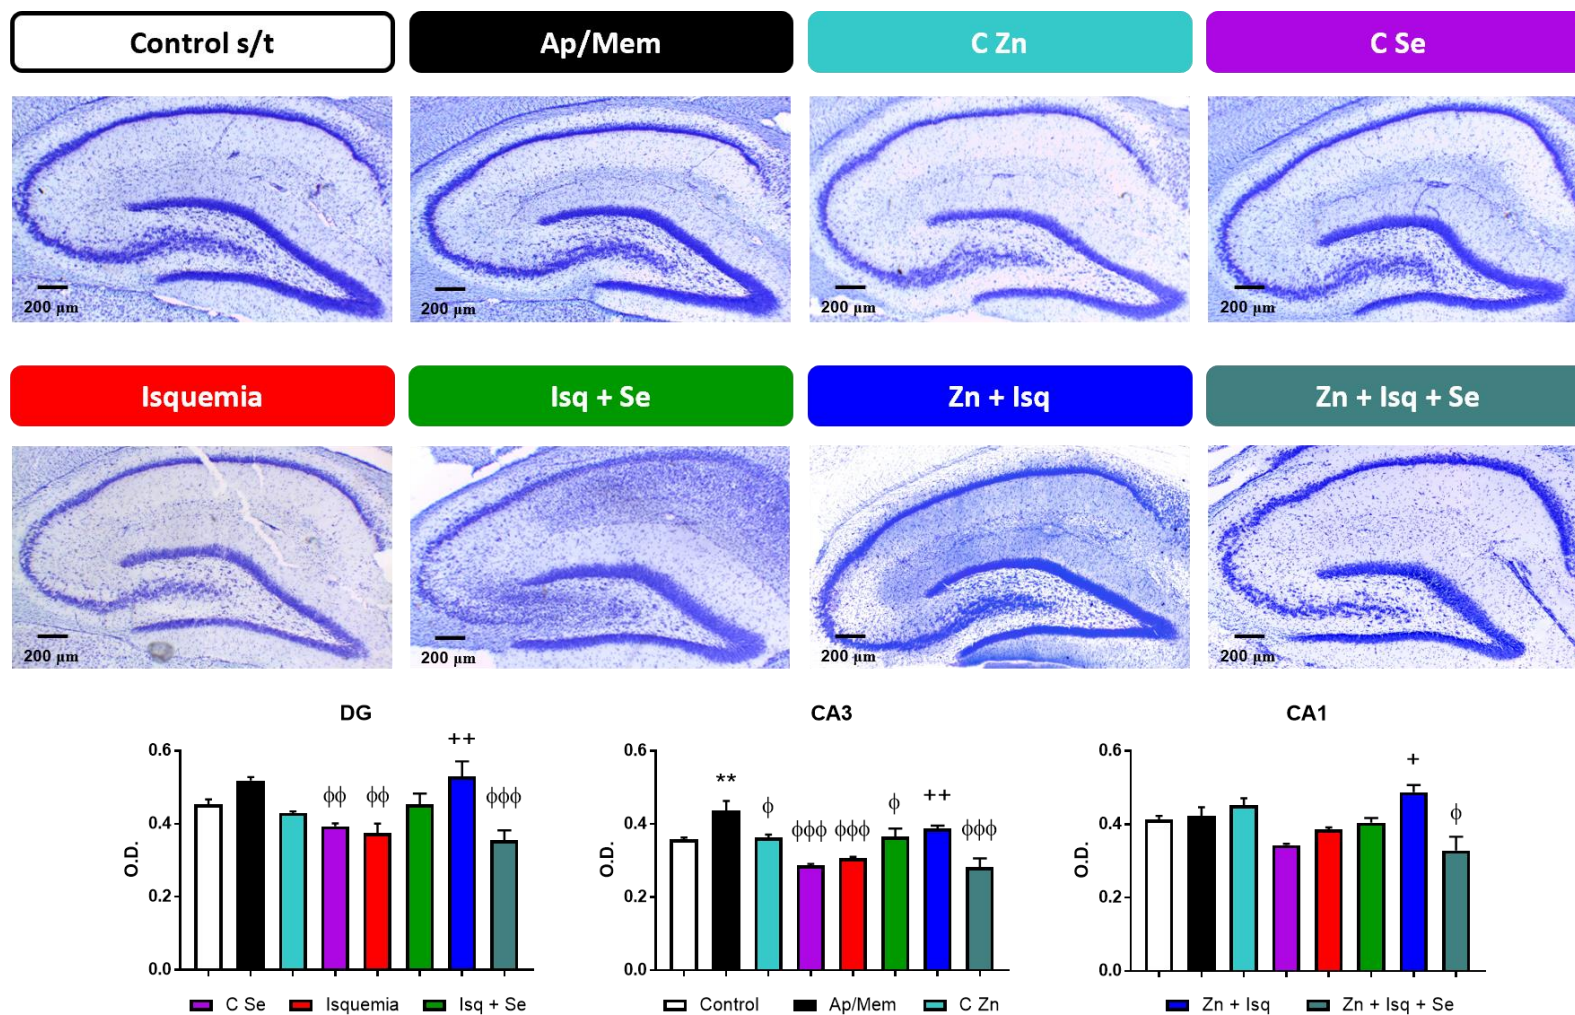 Control s/t
Ap/Mem
C Zn
C Se
200 µm
200 µm
200 µm
200 µm
Isquemia
Isq + Se
Zn + Isq
Zn + Isq + Se
200 µm
200 µm
200 µm
200 µm
DG
CA3
CA1
0.6
0.4
0.2
0.0
O.D.
ϕϕ
ϕϕ
++
ϕϕϕ
0.6
0.4
0.2
0.0
O.D.
**
ϕ
ϕϕϕ
ϕϕϕ
ϕ
++
ϕϕϕ
0.6
0.4
0.2
0.0
O.D.
+
ϕ
C Se
Isquemia
Isq + Se
Control
Ap/Mem
C Zn
Zn + Isq
Zn + Isq + Se